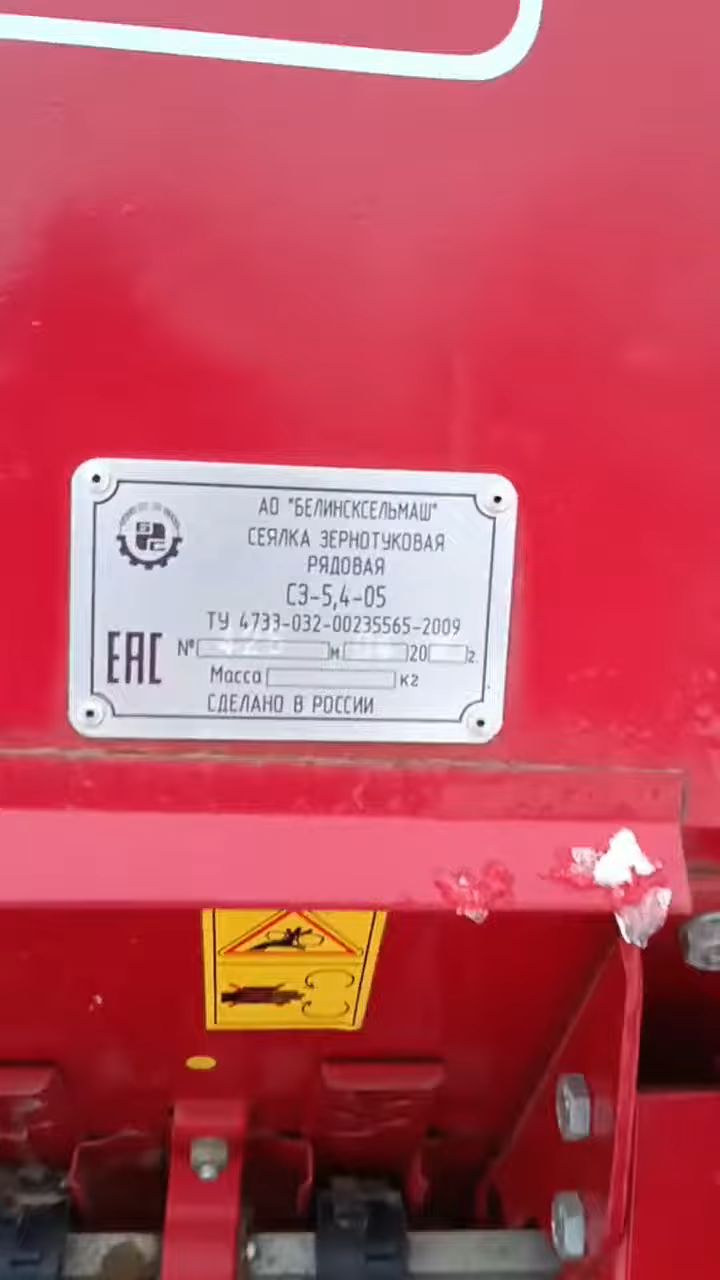 АО "БЕЛИНСКСЕЛЬМАШ"
СЕЯЛКА ЗЕРНОТУКОВАЯ
РЯДОВАЯ
СЗ-5,4-05
ТУ 4733-032-00235565-2009
№ м 20 г.
Масса кг
СДЕЛАНО В РОССИИ
БС
ЕАС